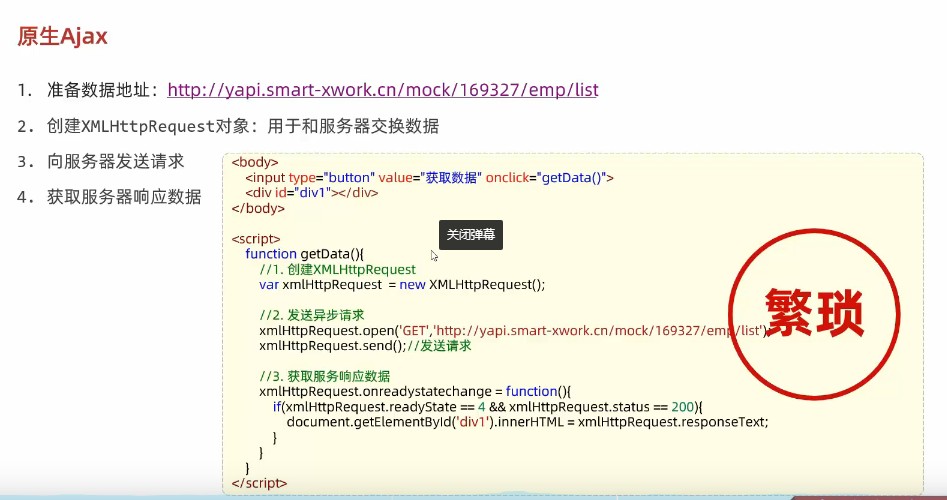 原生Ajax
1. 准备数据地址：http://yapi.smart-xwork.cn/mock/169327/emp/list
2. 创建XMLHttpRequest对象：用于和服务器交换数据
3. 向服务器发送请求
4. 获取服务器响应数据
<body>
<input type="button" value="获取数据" onclick="getData()">
<div id="div1"></div>
</body>
<script>
function getData(){
//1. 创建XMLHttpRequest
var xmlHttpRequest = new XMLHttpRequest();
//2. 发送异步请求
xmlHttpRequest.open('GET','http://yapi.smart-xwork.cn/mock/169327/emp/list');
xmlHttpRequest.send();//发送请求
//3. 获取服务响应数据
xmlHttpRequest.onreadystatechange = function(){
if(xmlHttpRequest.readyState == 4 && xmlHttpRequest.status == 200){
document.getElementById('div1').innerHTML = xmlHttpRequest.responseText;
}
}
}
</script>
关闭弹幕
繁琐